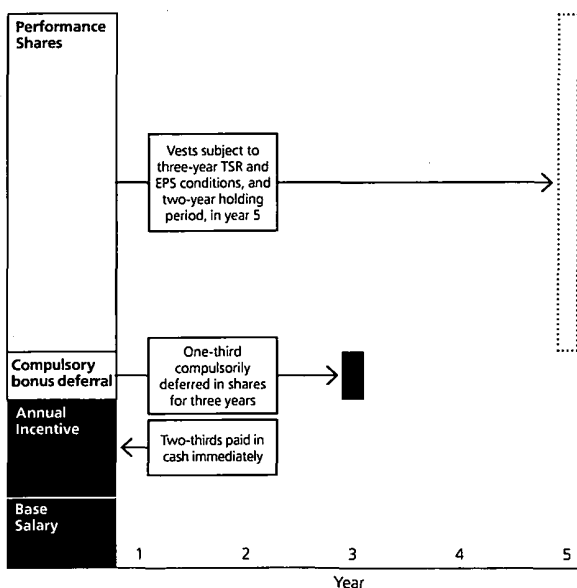 Performance
Shares
Vests subject to
three-year TSR and
EPS conditions, and
two-year holding
period, in year 5
Compulsory
bonus deferral
One-third
compulsorily
deferred in shares
for three years
Annual
Incentive
Two-thirds paid in
cash immediately
Base
Salary
1 2 3 4 5
Year